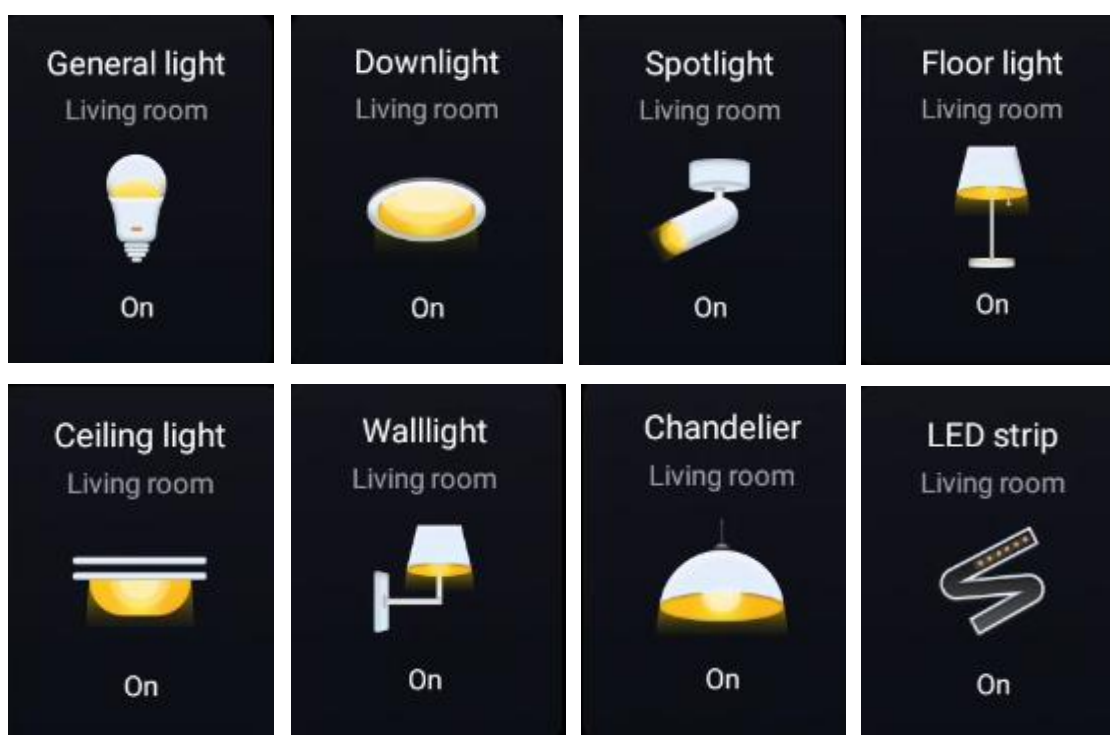 General light
Living room
On
Downlight
Living room
On
Spotlight
Living room
On
Floor light
Living room
On
Ceiling light
Living room
On
Walllight
Living room
On
Chandelier
Living room
On
LED strip
Living room
On